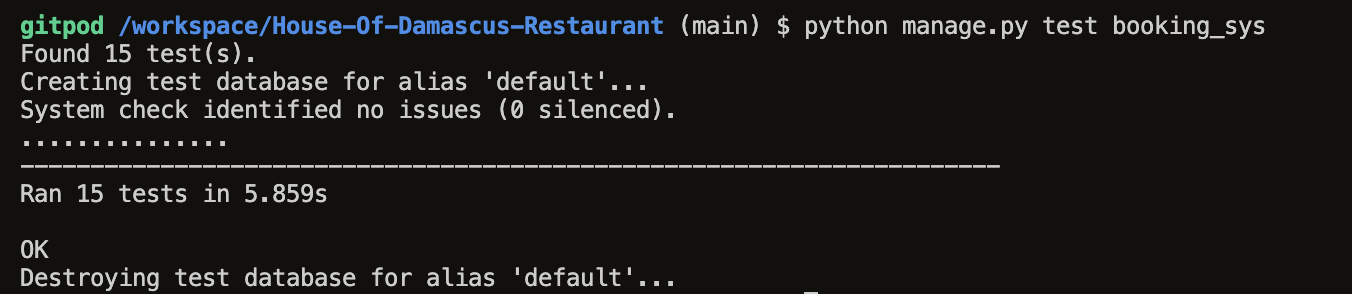 gitpod /workspace/House-Of-Damascus-Restaurant (main) $ python manage.py test booking_sys
Found 15 test(s).
Creating test database for alias 'default'...
System check identified no issues (0 silenced).
...............
----------------------------------------------------------------------
Ran 15 tests in 5.859s

OK
Destroying test database for alias 'default'...